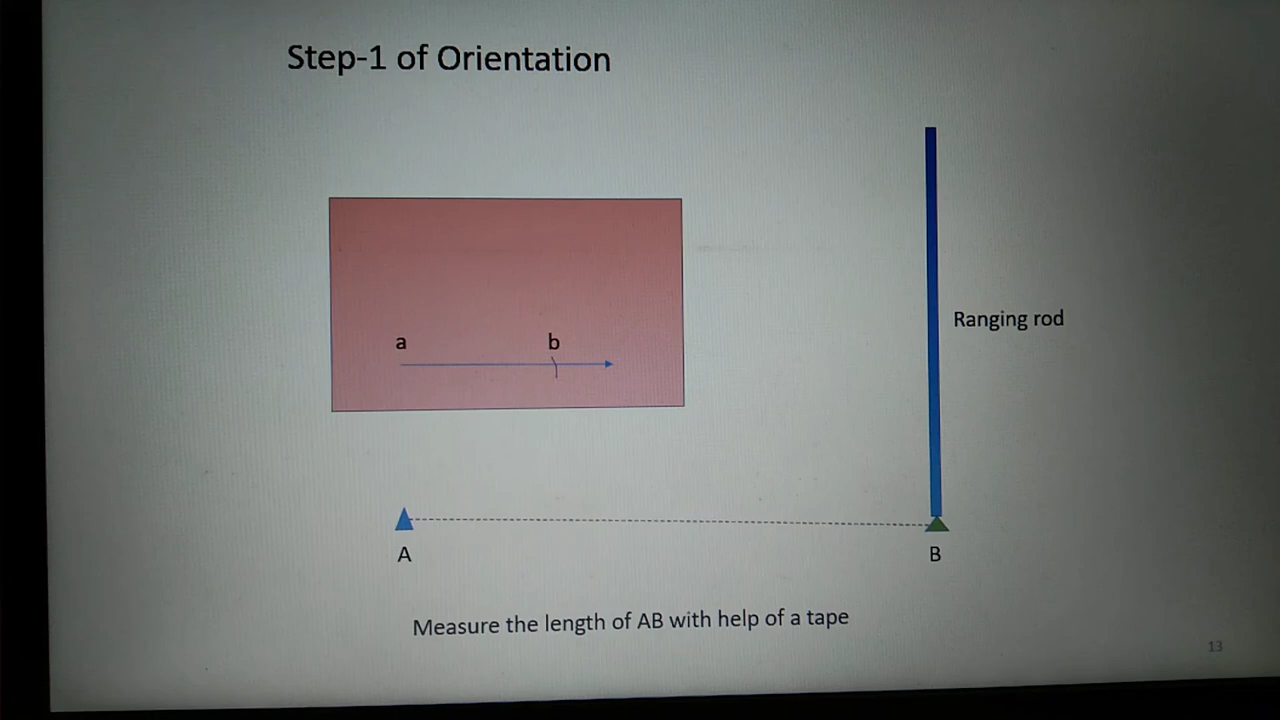 Step-1 of Orientation
Ranging rod
a
b
A
B
Measure the length of AB with help of a tape
13